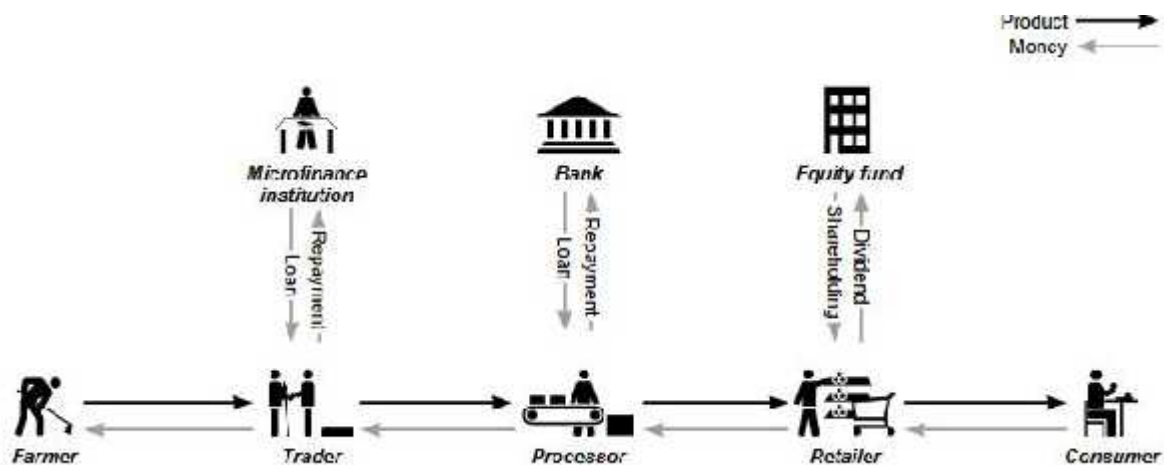 Product
Money
Microfinance
institution
Bank
Equity fund
Loan
Repayment
Loan
Repayment
Shareholding
Dividend
Farmer
Trader
Processor
Retailer
Consumer